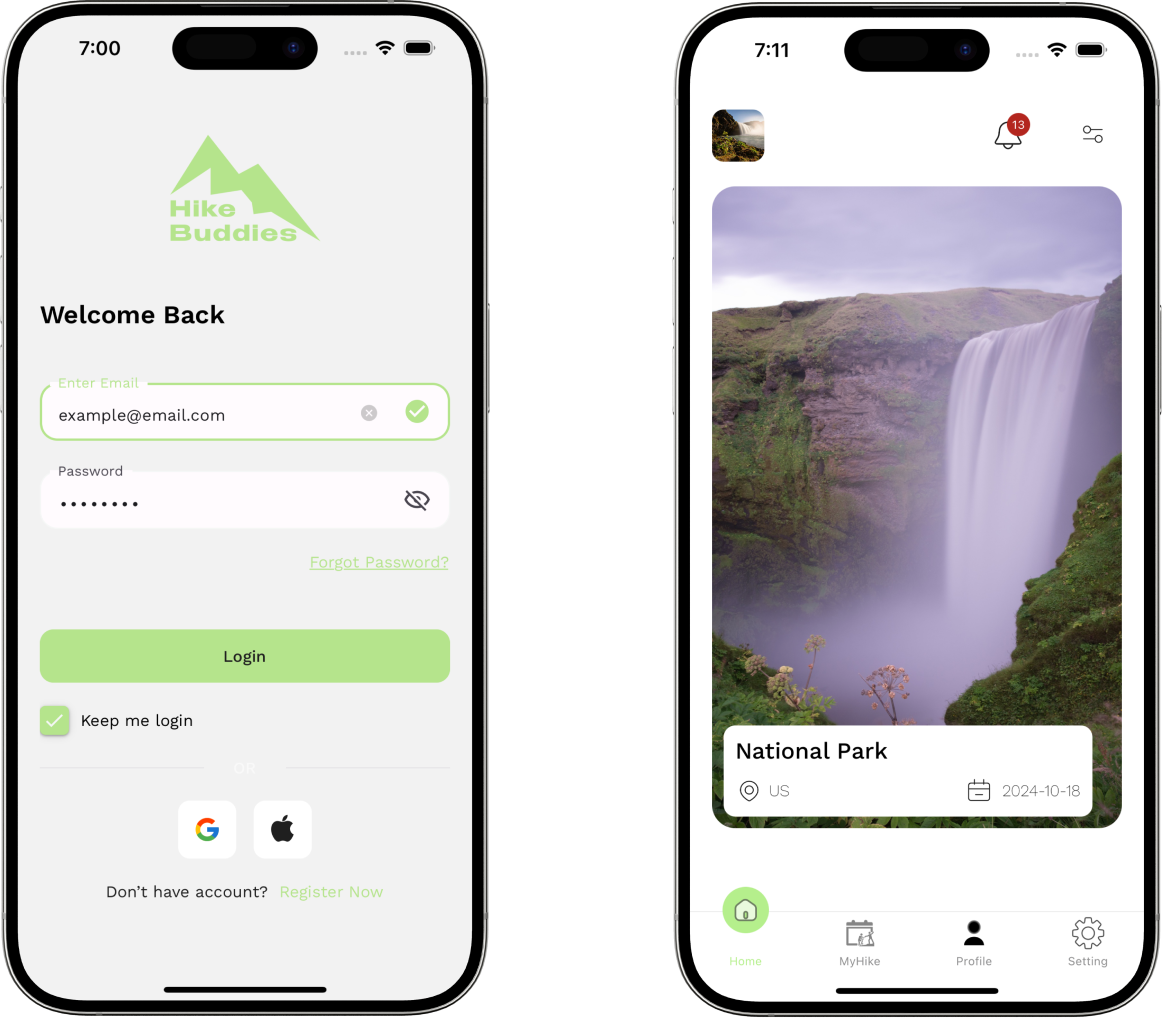 7:00
Hike
Buddies
Welcome Back
Enter Email
example@email.com
Password
••••••••
Forgot Password?
Login
Keep me login
OR
Don’t have account? Register Now
7:11
13
National Park
US 2024-10-18
Home MyHike Profile Setting